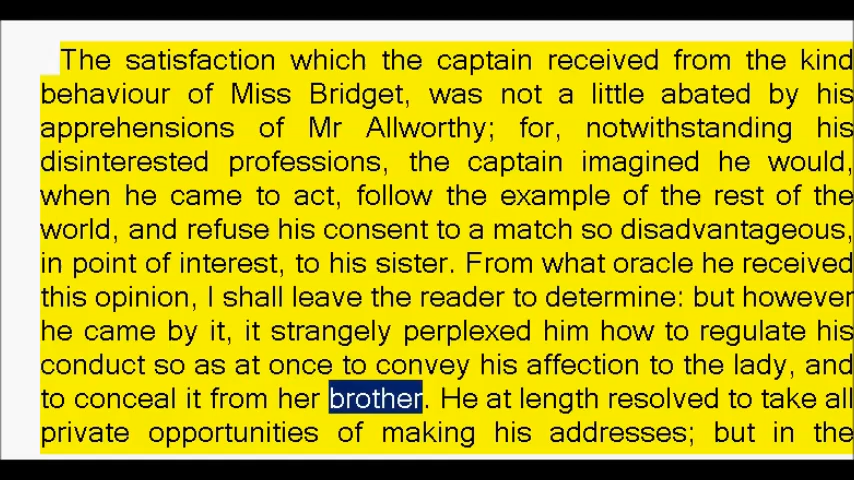 The satisfaction which the captain received from the kind
behaviour of Miss Bridget, was not a little abated by his
apprehensions of Mr Allworthy; for, notwithstanding his
disinterested professions, the captain imagined he would,
when he came to act, follow the example of the rest of the
world, and refuse his consent to a match so disadvantageous,
in point of interest, to his sister. From what oracle he received
this opinion, I shall leave the reader to determine: but however
he came by it, it strangely perplexed him how to regulate his
conduct so as at once to convey his affection to the lady, and
to conceal it from her brother. He at length resolved to take all
private opportunities of making his addresses; but in the